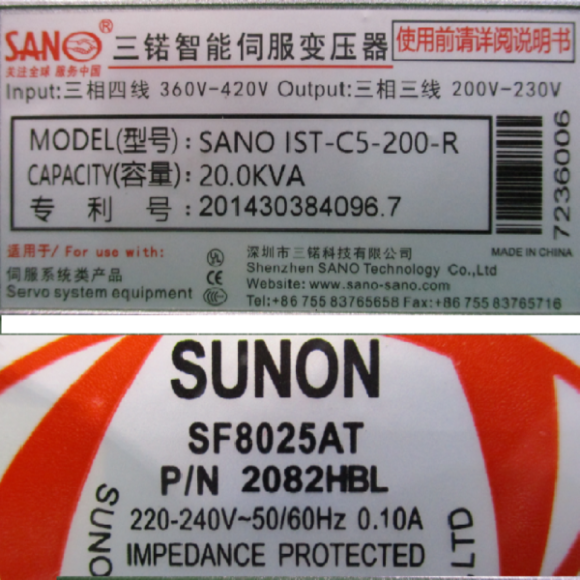 SANO® 三锘智能伺服变压器 使用前请详阅说明书
关注全球 服务中国
Input:三相四线 360V-420V Output:三相三线 200V-230V
MODEL(型号): SANO IST-C5-200-R
CAPACITY(容量): 20.0KVA
专 利 号: 201430384096.7
7236006
适用于/ For use with:
伺服系统类产品
Servo system equipment
深圳市三锘科技有限公司
MADE IN CHINA
Shenzhen SANO Technology Co.,Ltd
Website: www.sano-sano.com
Tel:+86 755 83765658 Fax:+86 755 83765716
SUNON
SF8025AT
P/N 2082HBL
220-240V~50/60Hz 0.10A
IMPEDANCE PROTECTED
SUNO
LTD